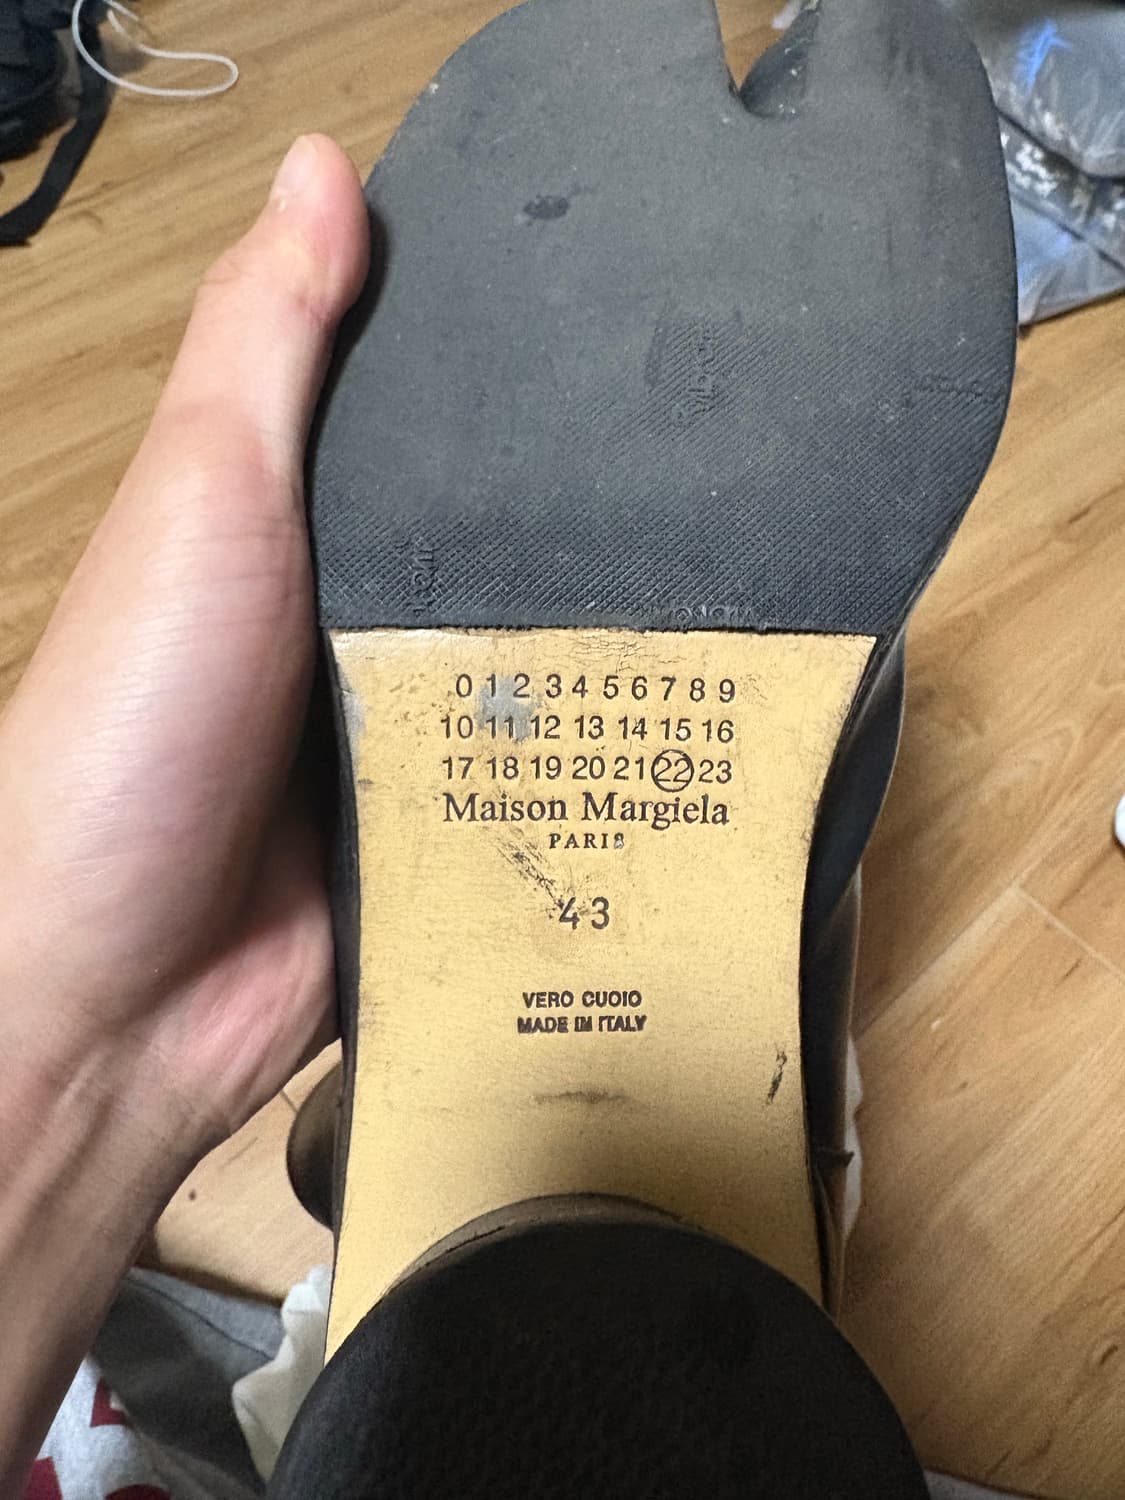 0 1 2 3 4 5 6 7 8 9
10 11 12 13 14 15 16
17 18 19 20 21 22 23
Maison Margiela
PARIS
43
VERO CUOIO
MADE IN ITALY